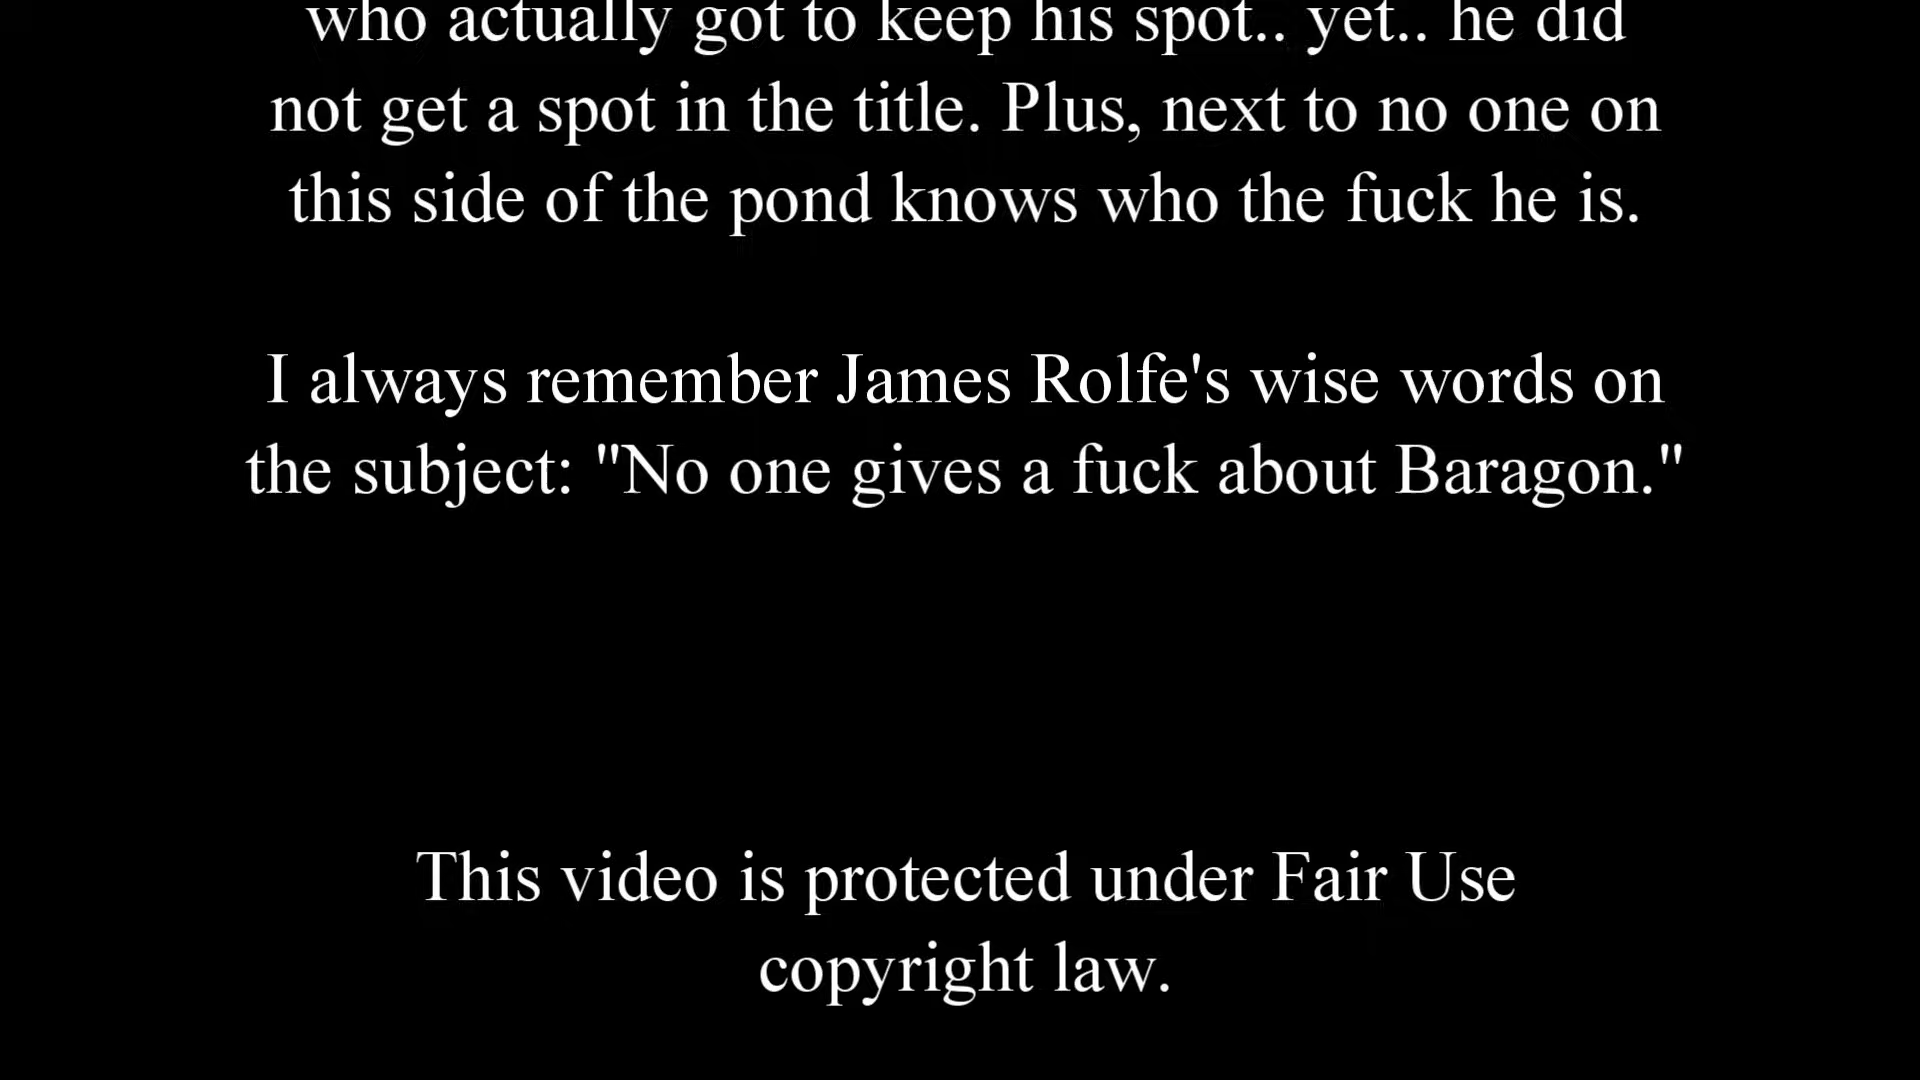 who actually got to keep his spot.. yet.. he did
not get a spot in the title. Plus, next to no one on
this side of the pond knows who the fuck he is.
I always remember James Rolfe's wise words on
the subject: "No one gives a fuck about Baragon."
This video is protected under Fair Use
copyright law.